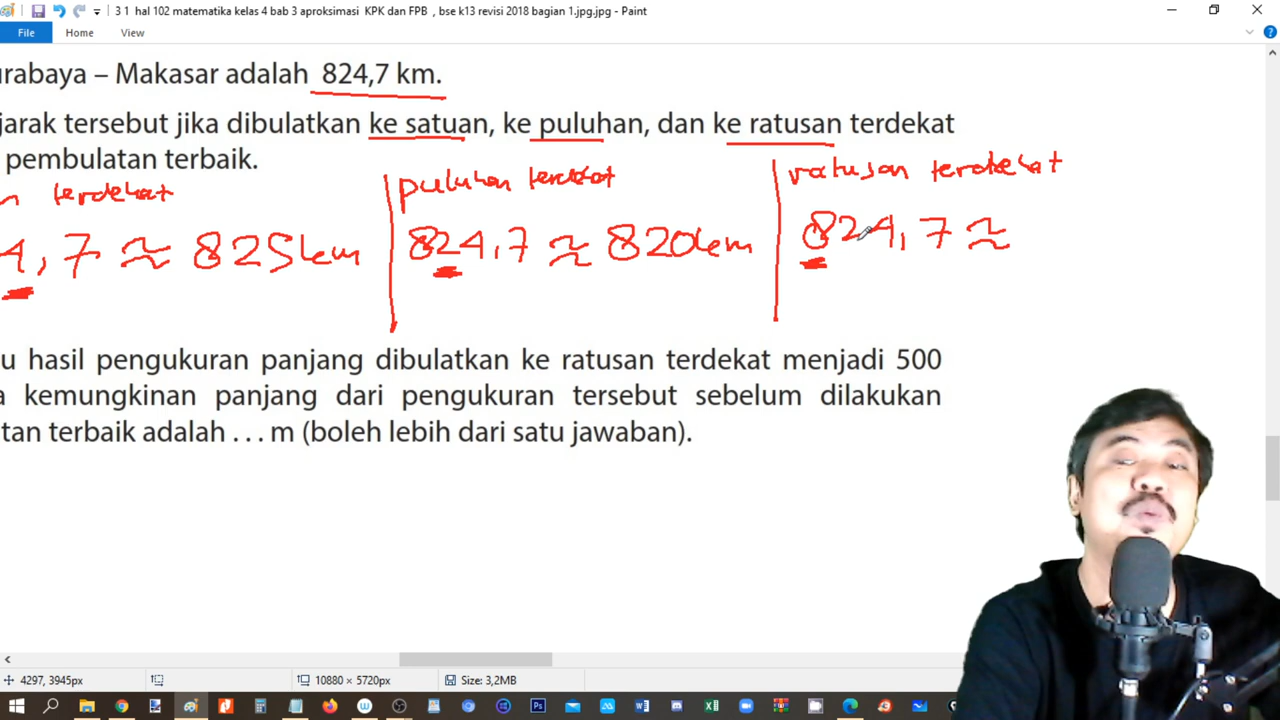 3 1 hal 102 matematika kelas 4 bab 3 aproksimasi KPK dan FPB , bse k13 revisi 2018 bagian 1.jpg.jpg - Paint
File Home View
urabaya – Makasar adalah 824,7 km.
jarak tersebut jika dibulatkan ke satuan, ke puluhan, dan ke ratusan terdekat
pembulatan terbaik.
n terdekat
4,7 ≈ 825 km
puluhan terdekat
824,7 ≈ 820 km
ratusan terdekat
824,7 ≈
u hasil pengukuran panjang dibulatkan ke ratusan terdekat menjadi 500
a kemungkinan panjang dari pengukuran tersebut sebelum dilakukan
tan terbaik adalah . . . m (boleh lebih dari satu jawaban).
4297, 3945px 10880 × 5720px Size: 3,2MB